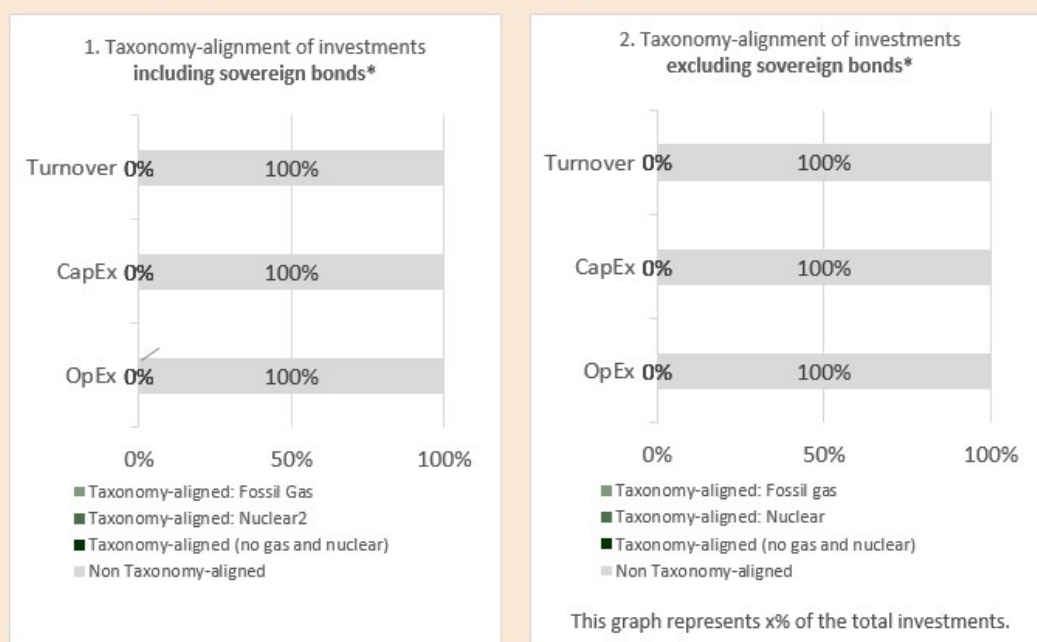 1. Taxonomy-alignment of investments
including sovereign bonds*
Turnover 0% 100%
CapEx 0% 100%
OpEx 0% 100%
0% 50% 100%
Taxonomy-aligned: Fossil Gas
Taxonomy-aligned: Nuclear2
Taxonomy-aligned (no gas and nuclear)
Non Taxonomy-aligned
2. Taxonomy-alignment of investments
excluding sovereign bonds*
Turnover 0% 100%
CapEx 0% 100%
OpEx 0% 100%
0% 50% 100%
Taxonomy-aligned: Fossil gas
Taxonomy-aligned: Nuclear
Taxonomy-aligned (no gas and nuclear)
Non Taxonomy-aligned
This graph represents x% of the total investments.